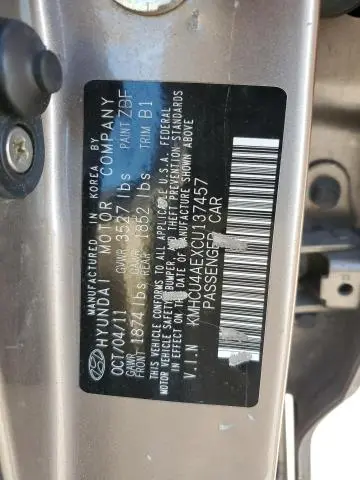 MANUFACTURED IN KOREA BY
HYUNDAI MOTOR COMPANY
OCT/04/11 GVWR 3527 lbs PAINT ZBF
GAWR FRONT 1874 lbs GAWR REAR 1852 lbs TRIM B1
THIS VEHICLE CONFORMS TO ALL APPLICABLE U.S.A. FEDERAL
MOTOR VEHICLE SAFETY, BUMPER, AND THEFT PREVENTION STANDARDS
IN EFFECT ON THE DATE OF MANUFACTURE SHOWN ABOVE.
V.I.N KMHCU4AEXCU137457
PASSENGER CAR